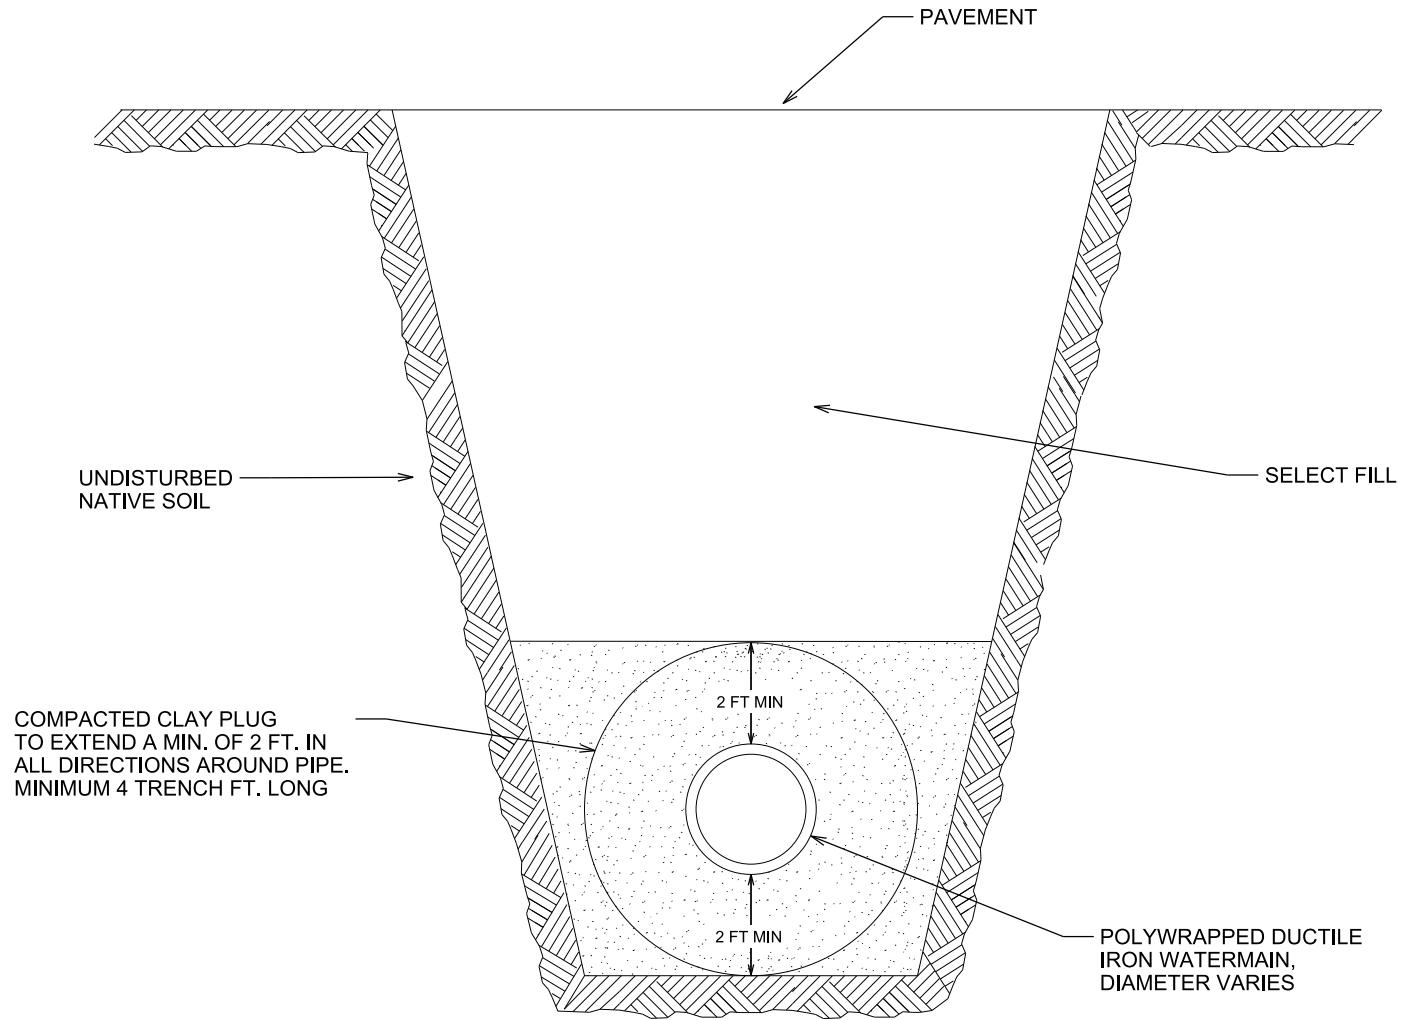 PAVEMENT
UNDISTURBED
NATIVE SOIL
SELECT FILL
2 FT MIN
COMPACTED CLAY PLUG
TO EXTEND A MIN. OF 2 FT. IN
ALL DIRECTIONS AROUND PIPE.
MINIMUM 4 TRENCH FT. LONG
2 FT MIN
POLYWRAPPED DUCTILE
IRON WATERMAIN,
DIAMETER VARIES